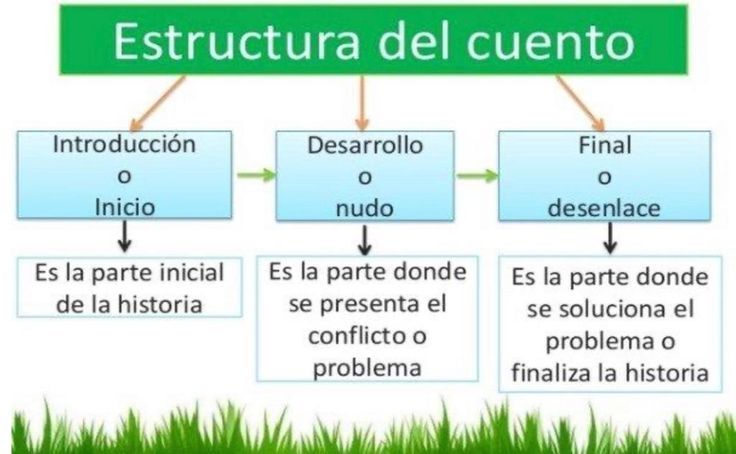 Estructura del cuento
Introducción
o
Inicio
Desarrollo
o
nudo
Final
o
desenlace
Es la parte inicial
de la historia
Es la parte donde
se presenta el
conflicto o
problema
Es la parte donde
se soluciona el
problema o
finaliza la historia